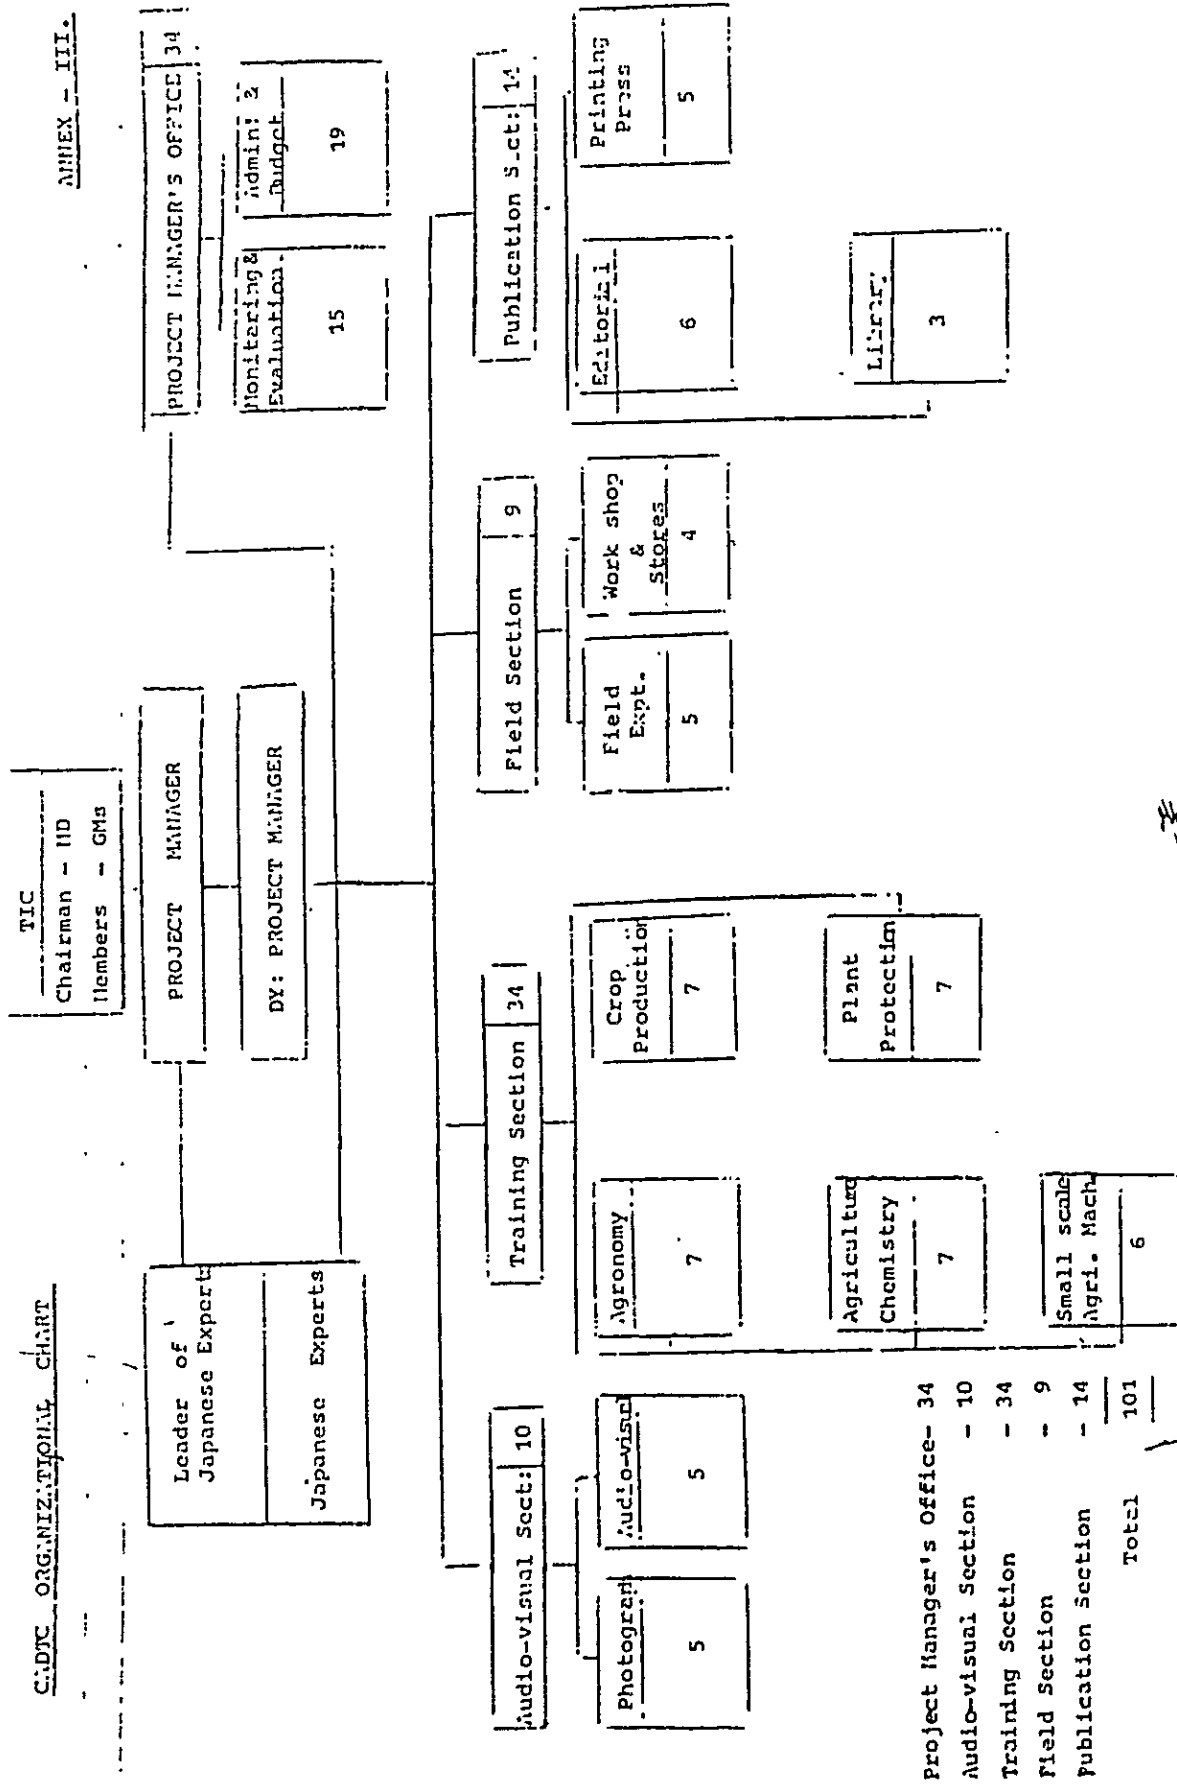 ANNEX - III.
CADTC ORGANIZATIONAL CHART
TIC
Chairman - MD
Members - GMs
PROJECT MANAGER
DY: PROJECT MANAGER
PROJECT MANAGER'S OFFICE 34
Monitering &
Evaluation.
15
Admin: &
Budget
19
Leader of
Japanese Experts
Japanese Experts
Audio-visual Sect: 10
Photograph
5
Audio-visul
5
Training Section 34
Agronomy
7
Crop
Production
7
Agriculture
Chemistry
7
Plant
Protection
7
Small scale
Agri. Mach
6
Field Section 9
Field
Expt.
5
Work shop
&
Stores
4
Publication Sect: 14
Editorial
6
Printing
Press
5
Library
3
Project Manager's Office- 34
Audio-visual Section - 10
Training Section - 34
Field Section - 9
Publication Section - 14
Total 101